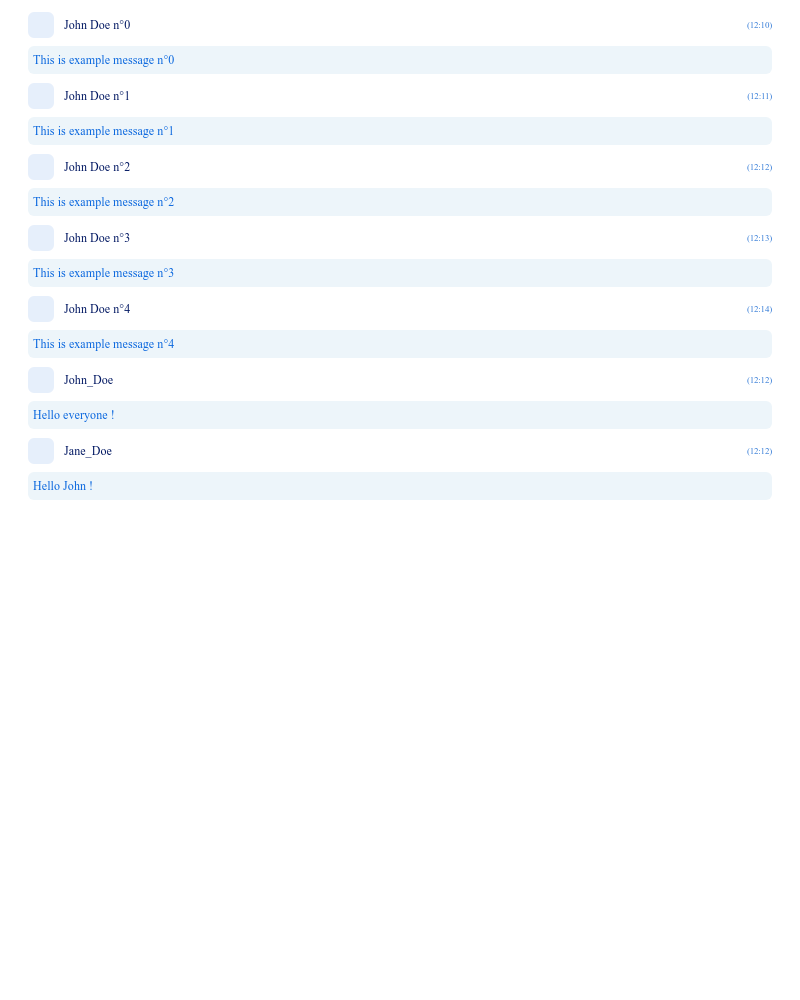 John Doe n°0 (12:10)
This is example message n°0
John Doe n°1 (12:11)
This is example message n°1
John Doe n°2 (12:12)
This is example message n°2
John Doe n°3 (12:13)
This is example message n°3
John Doe n°4 (12:14)
This is example message n°4
John_Doe (12:12)
Hello everyone !
Jane_Doe (12:12)
Hello John !